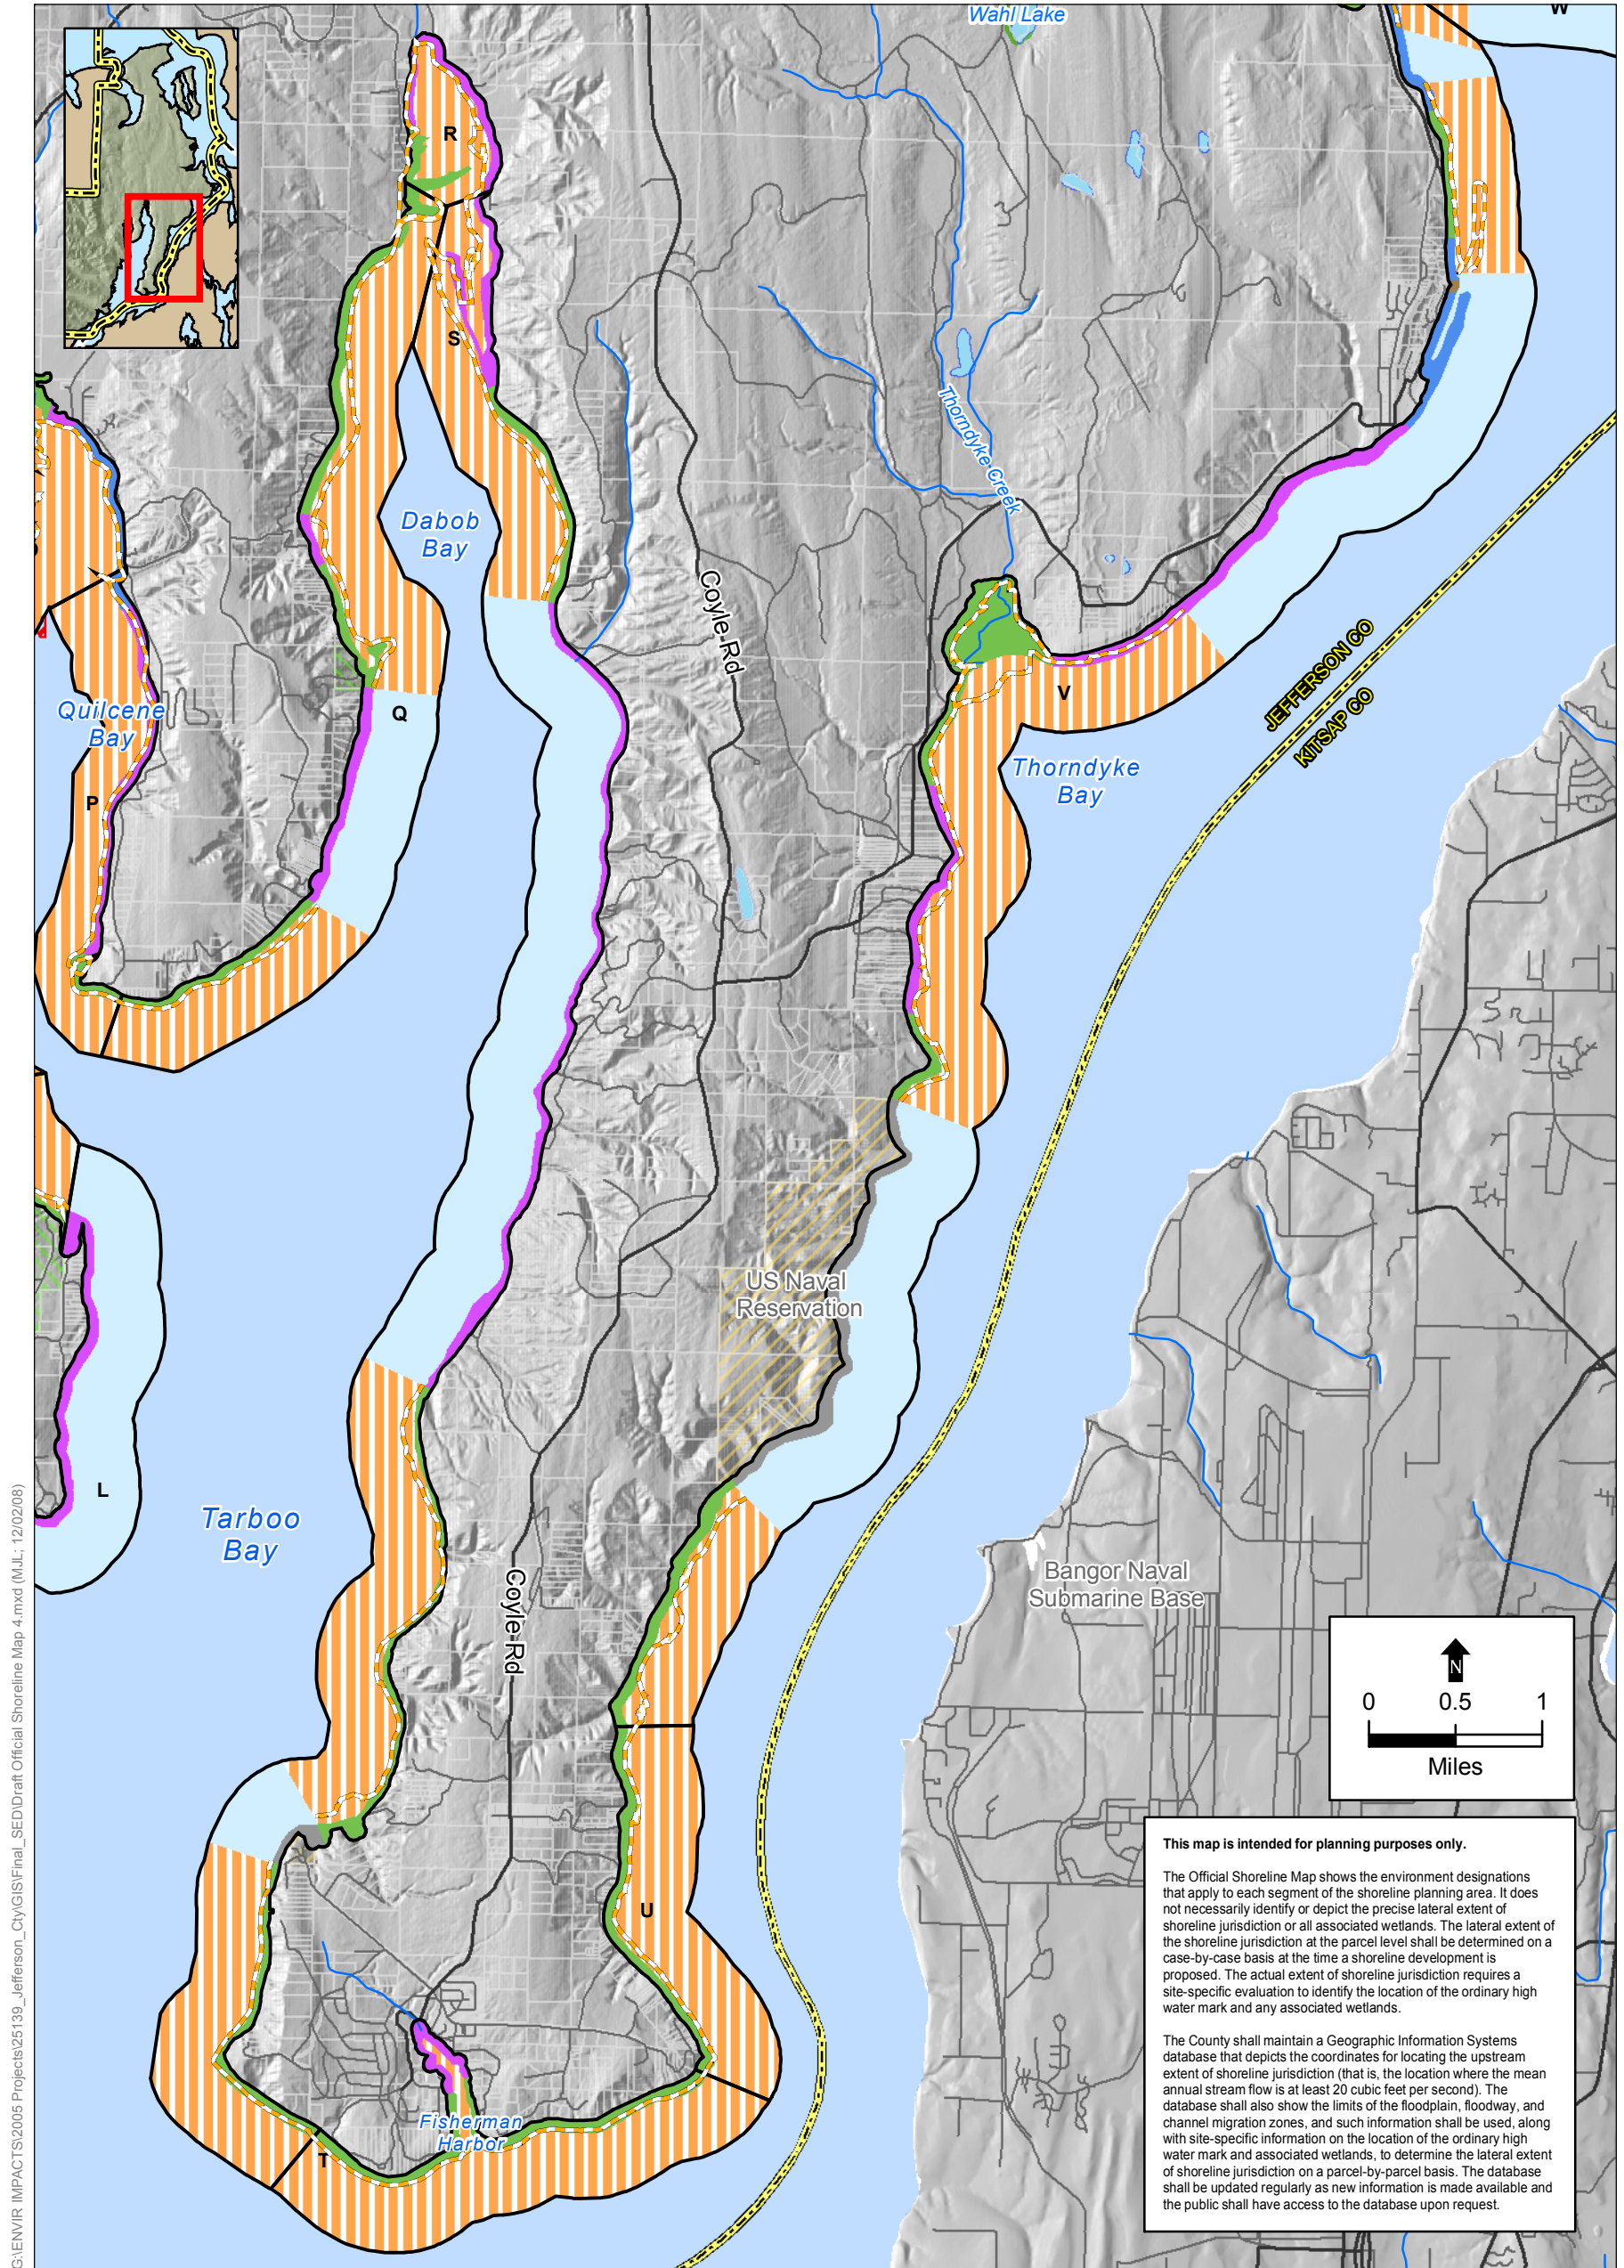 Wahl Lake
W
R
S
Thorndyke Creek
Dabob
Bay
Coyle Rd
Quilcene
Bay
Q
V
P
JEFFERSON CO
KITSAP CO
Thorndyke
Bay
US Naval
Reservation
L
Tarboo
Bay
Bangor Naval
Submarine Base
Coyle Rd
N
0 0.5 1
Miles
U
Fisherman
Harbor
T
This map is intended for planning purposes only.
The Official Shoreline Map shows the environment designations
that apply to each segment of the shoreline planning area. It does
not necessarily identify or depict the precise lateral extent of
shoreline jurisdiction or all associated wetlands. The lateral extent of
the shoreline jurisdiction at the parcel level shall be determined on a
case-by-case basis at the time a shoreline development is
proposed. The actual extent of shoreline jurisdiction requires a
site-specific evaluation to identify the location of the ordinary high
water mark and any associated wetlands.
The County shall maintain a Geographic Information Systems
database that depicts the coordinates for locating the upstream
extent of shoreline jurisdiction (that is, the location where the mean
annual stream flow is at least 20 cubic feet per second). The
database shall also show the limits of the floodplain, floodway, and
channel migration zones, and such information shall be used, along
with site-specific information on the location of the ordinary high
water mark and associated wetlands, to determine the lateral extent
of shoreline jurisdiction on a parcel-by-parcel basis. The database
shall be updated regularly as new information is made available and
the public shall have access to the database upon request.
G:\ENVIR IMPACTS\2005 Projects\25139_Jefferson_Cty\GIS\Final_SED\Draft Official Shoreline Map 4.mxd (MJL; 12/02/08)